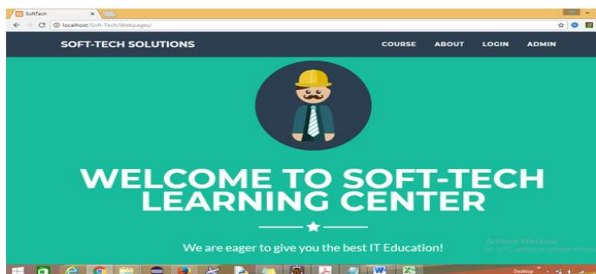 SoftTech
localhost/Soft-Tech/Webpages/
SOFT-TECH SOLUTIONS
COURSE ABOUT LOGIN ADMIN
WELCOME TO SOFT-TECH
LEARNING CENTER
We are eager to give you the best IT Education!
Activate Windows
Desktop